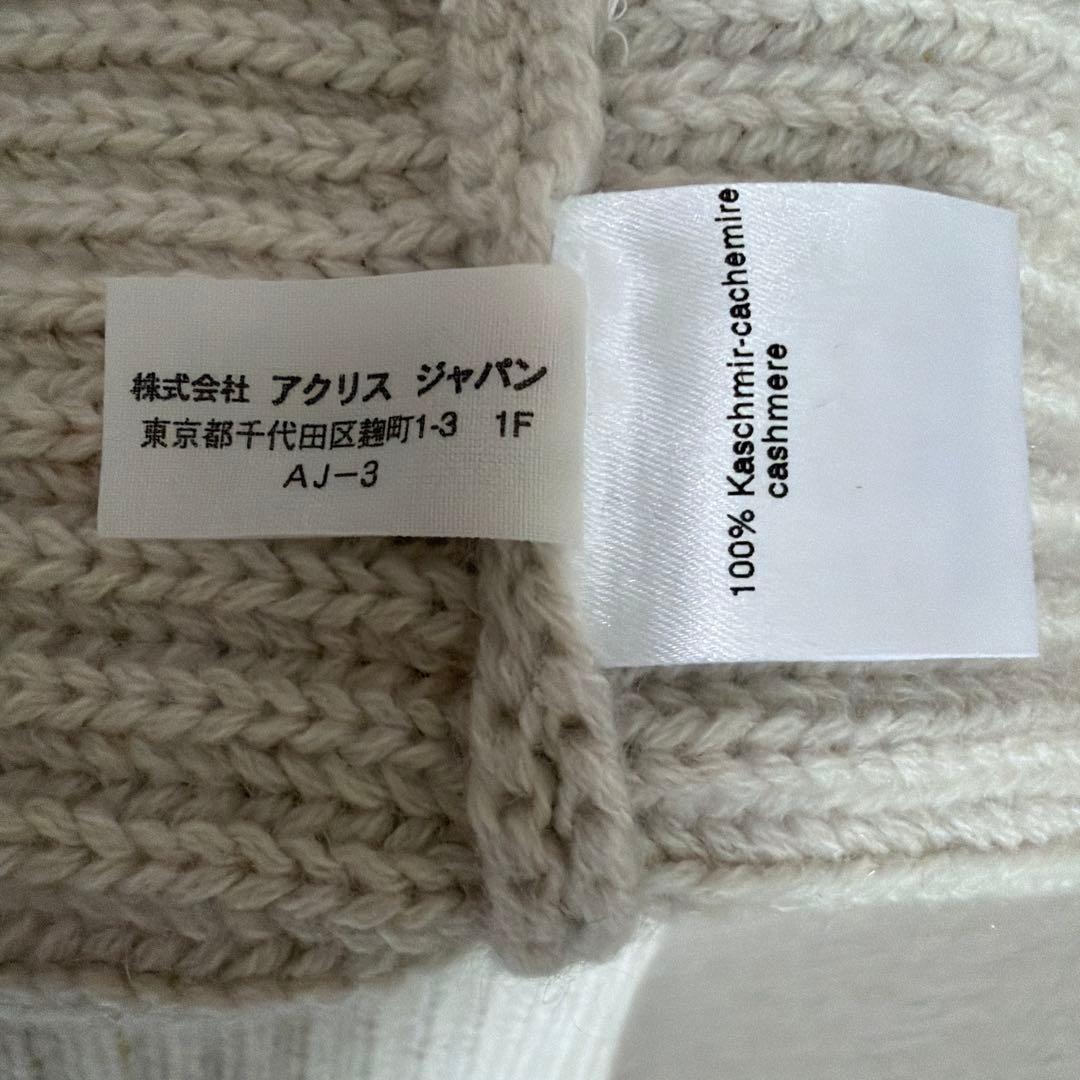 株式会社 アクリス ジャパン
東京都千代田区麹町1-3 1F
AJ-3
100% Kaschmir-cachemire
cashmere